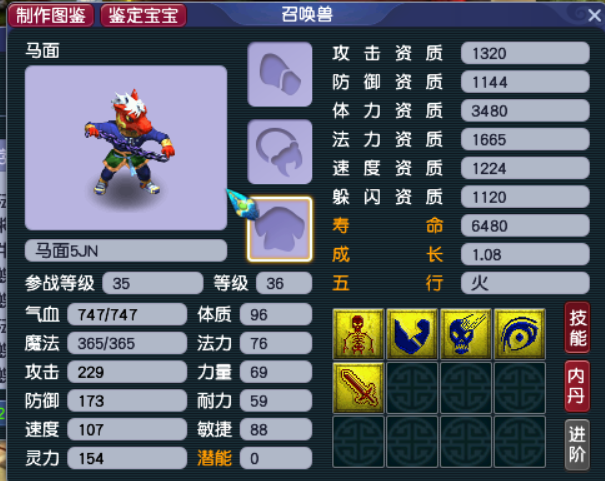 制作图鉴 鉴定宝宝 召唤兽
马面
攻击资质 1320
防御资质 1144
体力资质 3480
法力资质 1665
速度资质 1224
躲闪资质 1120
寿命 6480
成长 1.08
五行 火
马面5JN
参战等级 35 等级 36
气血 747/747 体质 96
魔法 365/365 法力 76
攻击 229 力量 69
防御 173 耐力 59
速度 107 敏捷 88
灵力 154 潜能 0
技能
内丹
进阶